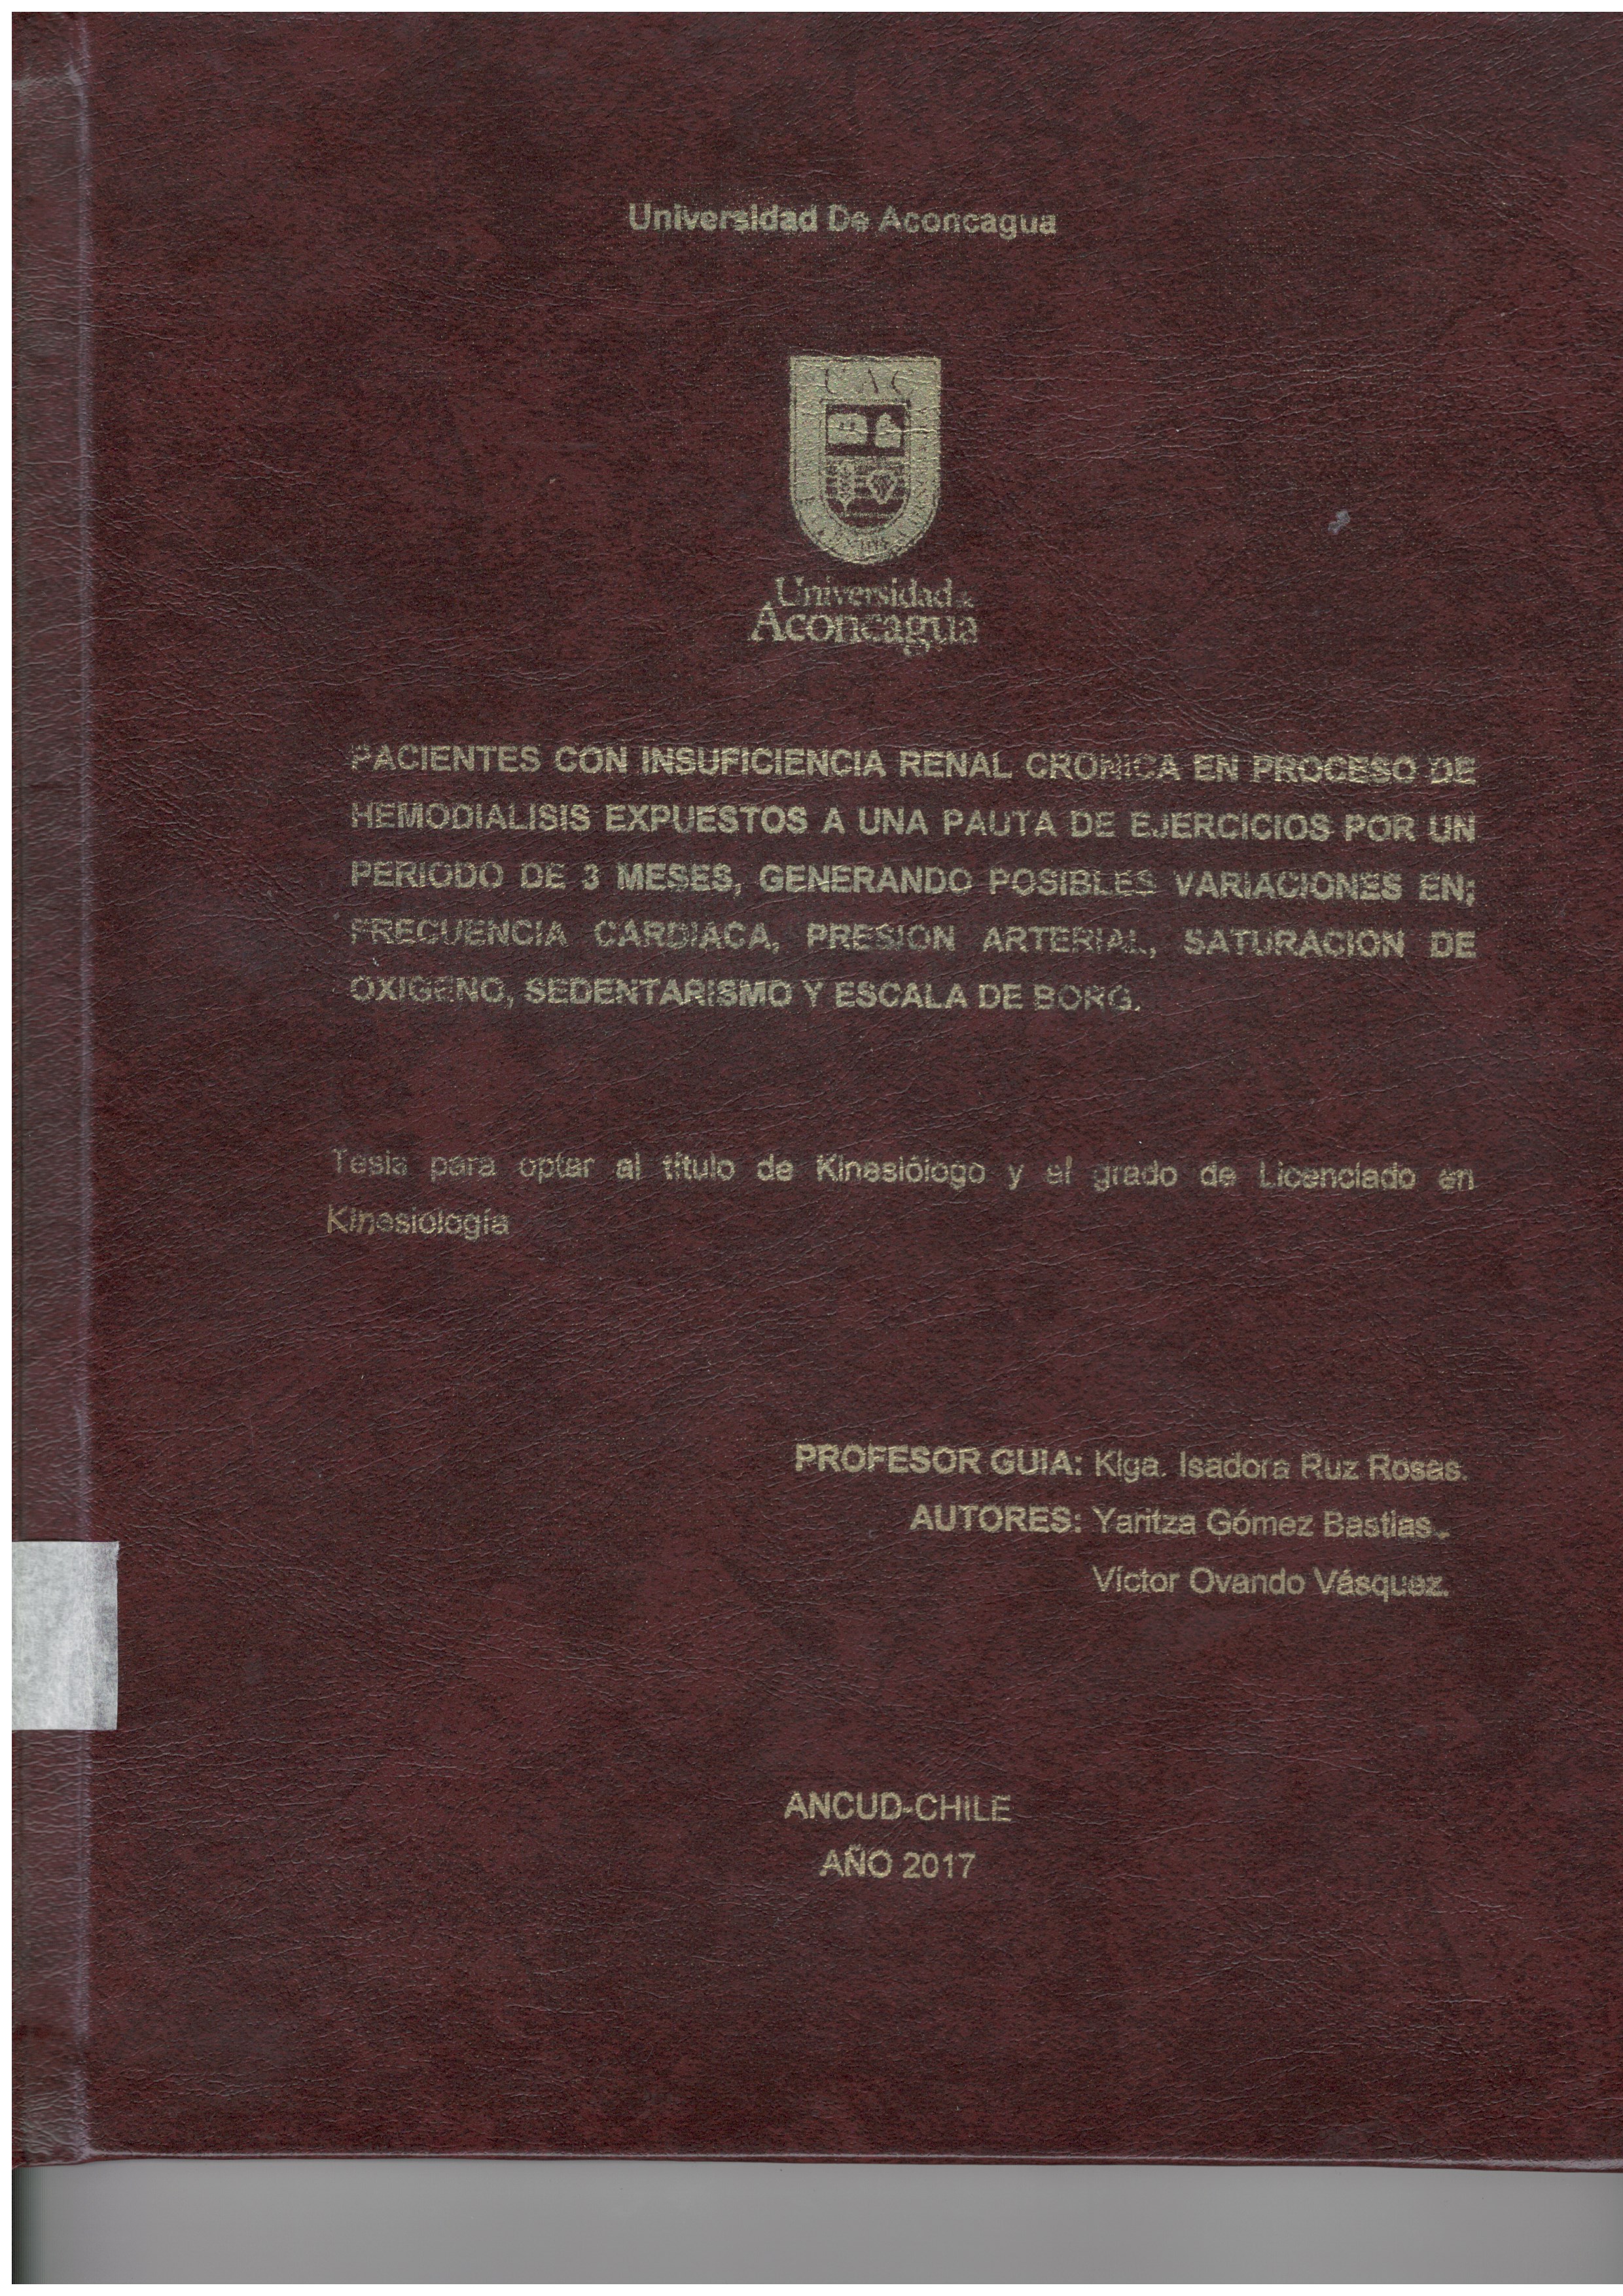 Universidad De Aconcagua
UAC
Universidad de
Aconcagua
PACIENTES CON INSUFICIENCIA RENAL CRONICA EN PROCESO DE
HEMODIALISIS EXPUESTOS A UNA PAUTA DE EJERCICIOS POR UN
PERIODO DE 3 MESES, GENERANDO POSIBLES VARIACIONES EN;
FRECUENCIA CARDIACA, PRESION ARTERIAL, SATURACION DE
OXIGENO, SEDENTARISMO Y ESCALA DE BORG.
Tesis para optar al título de Kinesiólogo y el grado de Licenciado en
Kinesiología
PROFESOR GUIA: Klga. Isadora Ruz Rosas.
AUTORES: Yaritza Gómez Bastias.
Víctor Ovando Vásquez.
ANCUD-CHILE
AÑO 2017